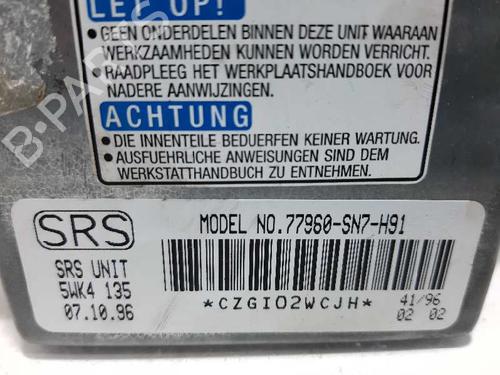 LET OP!
• GEEN ONDERDELEN BINNEN DEZE UNIT WAARAAN
WERKZAAMHEDEN KUNNEN WORDEN VERRICHT.
• RAADPLEEG HET WERKPLAATSHANDBOEK VOOR
NADERE AANWIJZINGEN.
ACHTUNG
• DIE INNENTEILE BEDUERFEN KEINER WARTUNG.
• AUSFUEHRLICHE ANWEISUNGEN SIND DEM
WERKSTATTHANDBUCH ZU ENTNEHMEN.
SRS
MODEL NO.77960-SN7-H91
SRS UNIT
5WK4 135
07.10.96
*CZGIO2WCJH*
41/96
02 02
B-PARTS